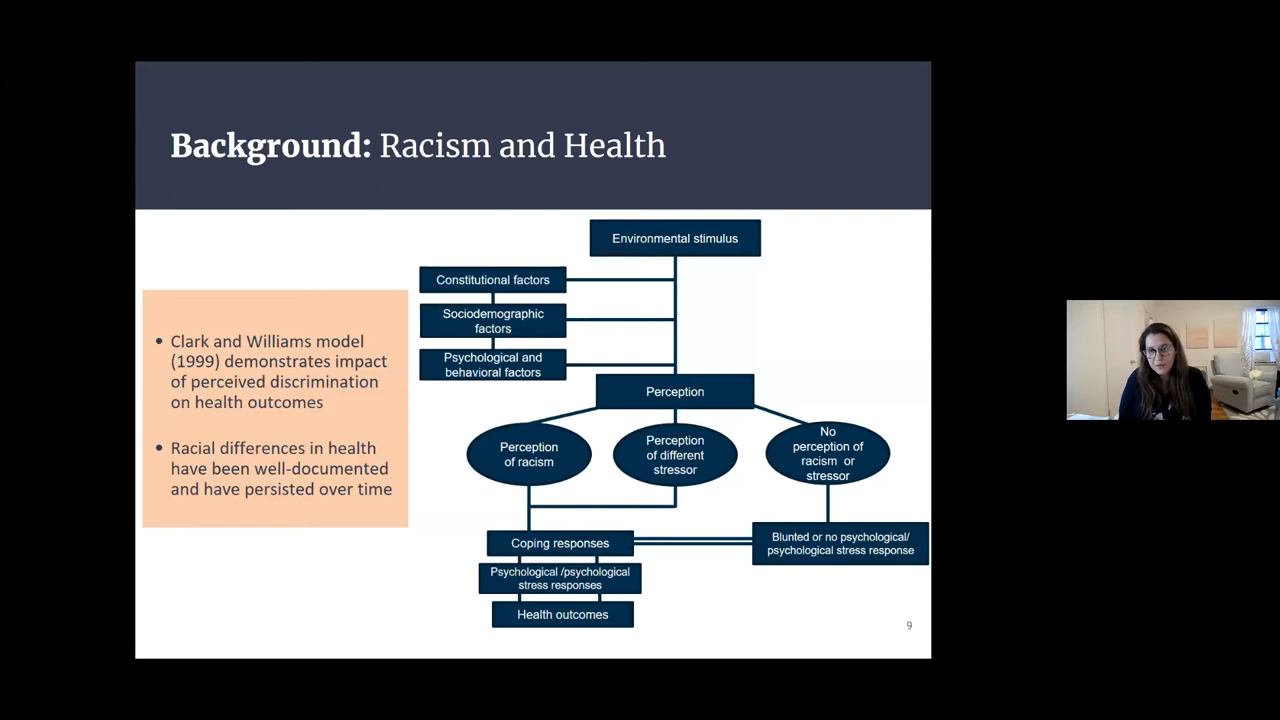 Background: Racism and Health
Environmental stimulus
Constitutional factors
Sociodemographic
factors
Psychological and
behavioral factors
• Clark and Williams model
(1999) demonstrates impact
of perceived discrimination
on health outcomes
• Racial differences in health
have been well-documented
and have persisted over time
Perception
Perception
of racism
Perception
of different
stressor
No
perception of
racism or
stressor
Coping responses
Blunted or no psychological/
psychological stress response
Psychological /psychological
stress responses
Health outcomes
9